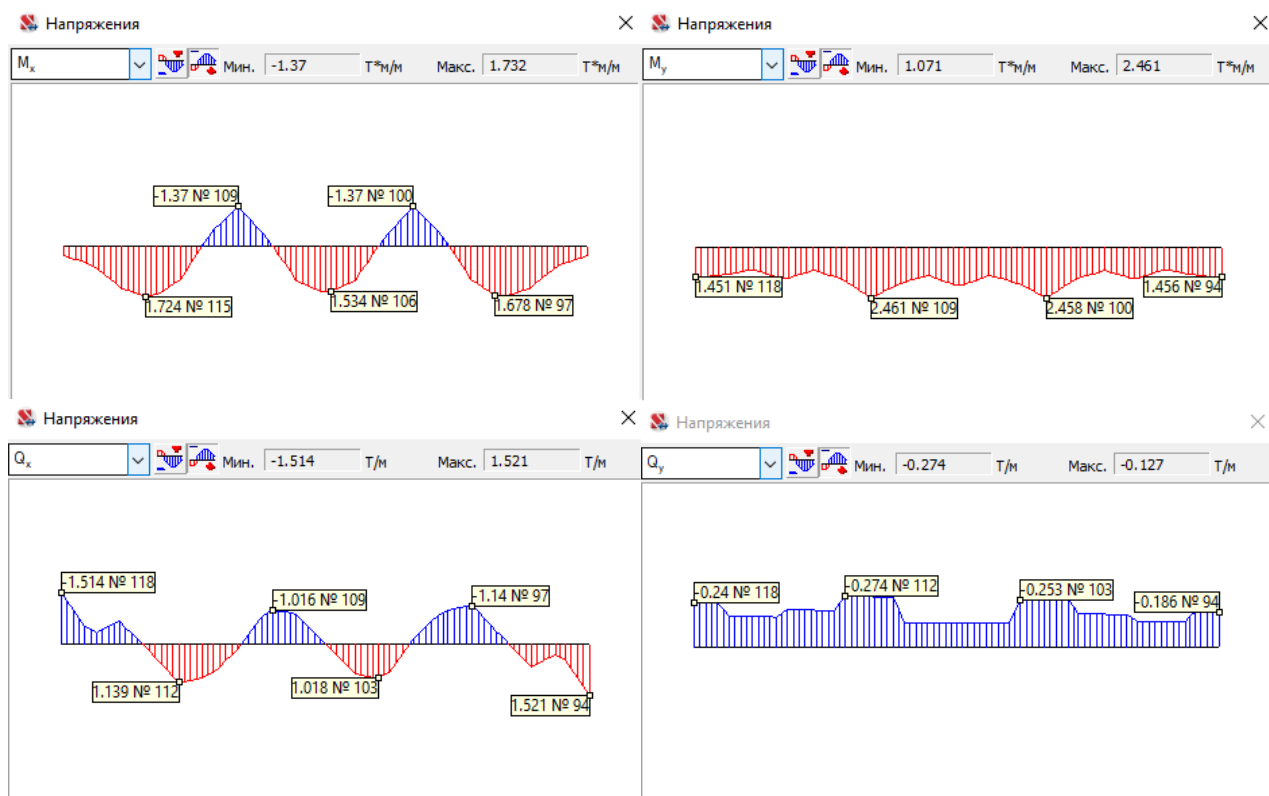 Напряжения
Mx Мин. -1.37 Т*м/м Макс. 1.732 Т*м/м
-1.37 № 109 -1.37 № 100
1.724 № 115 1.534 № 106 1.678 № 97
Напряжения
My Мин. 1.071 Т*м/м Макс. 2.461 Т*м/м
1.451 № 118 2.461 № 109 2.458 № 100 1.456 № 94
Напряжения
Qx Мин. -1.514 Т/м Макс. 1.521 Т/м
-1.514 № 118 -1.016 № 109 -1.14 № 97
1.139 № 112 1.018 № 103 1.521 № 94
Напряжения
Qy Мин. -0.274 Т/м Макс. -0.127 Т/м
-0.24 № 118 -0.274 № 112 -0.253 № 103 -0.186 № 94